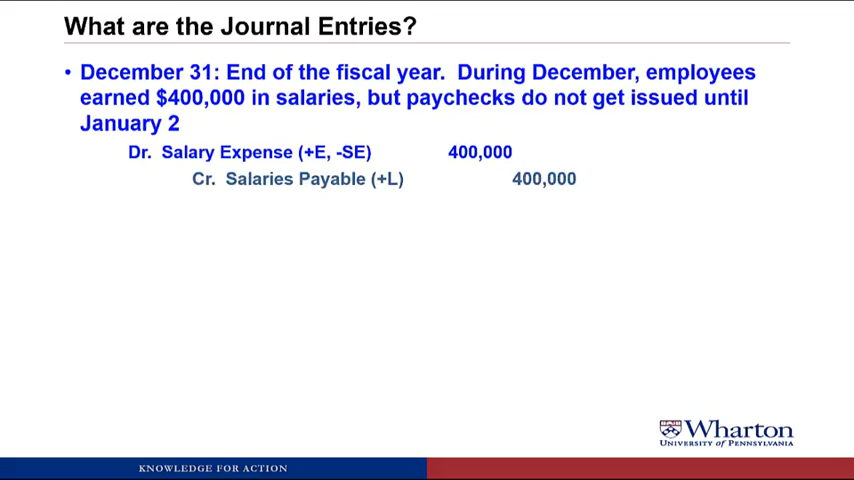 What are the Journal Entries?
• December 31: End of the fiscal year. During December, employees
earned $400,000 in salaries, but paychecks do not get issued until
January 2
Dr. Salary Expense (+E, -SE) 400,000
Cr. Salaries Payable (+L) 400,000
Wharton
UNIVERSITY OF PENNSYLVANIA
KNOWLEDGE FOR ACTION